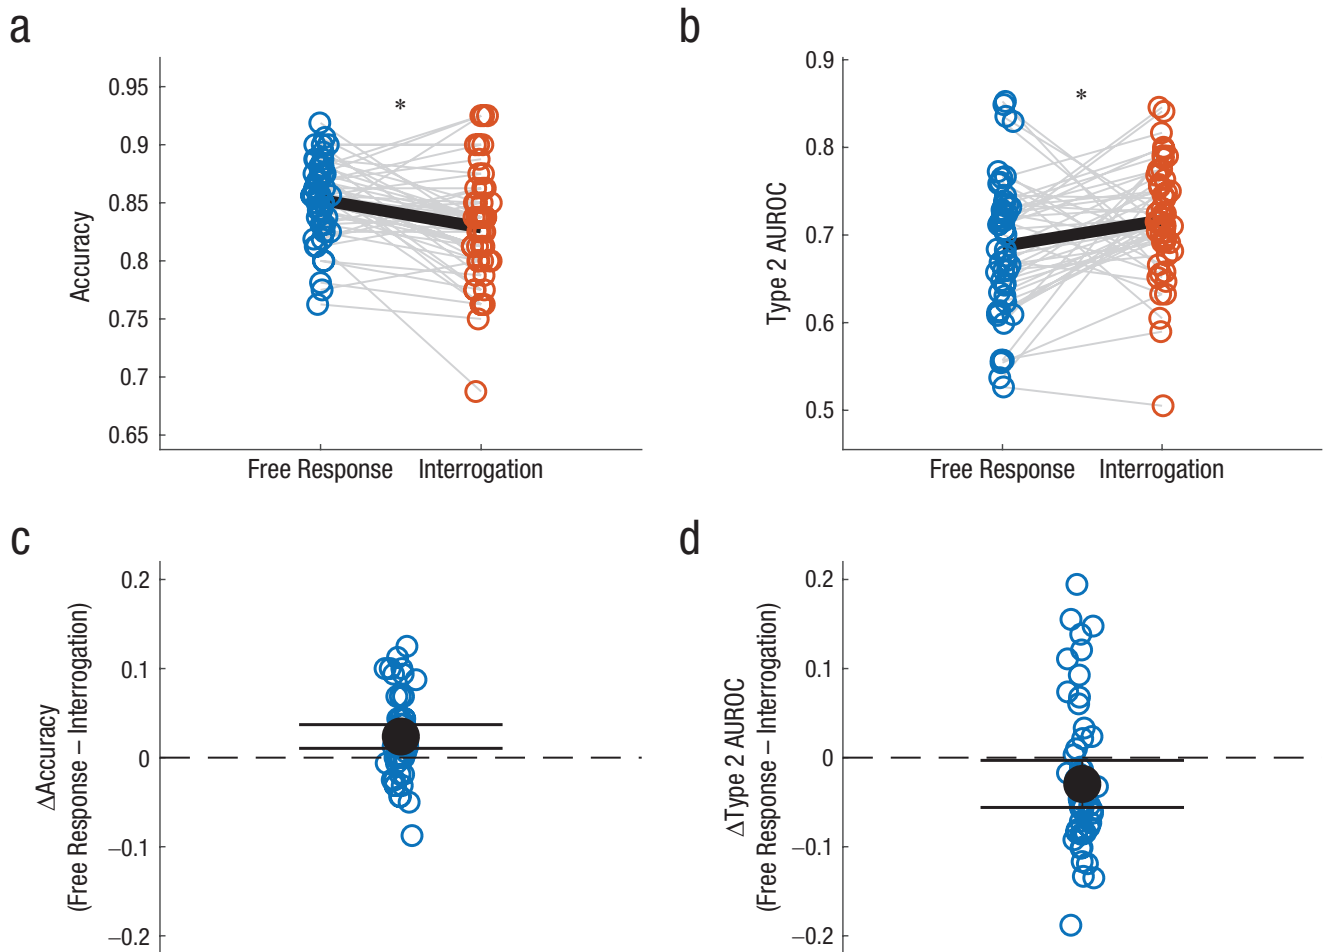 a
Accuracy
0.95
0.9
0.85
0.8
0.75
0.7
0.65
*
Free Response
Interrogation
b
Type 2 AUROC
0.9
0.8
0.7
0.6
0.5
*
Free Response
Interrogation
c
ΔAccuracy
(Free Response – Interrogation)
0.2
0.1
0
–0.1
–0.2
d
ΔType 2 AUROC
(Free Response – Interrogation)
0.2
0.1
0
–0.1
–0.2